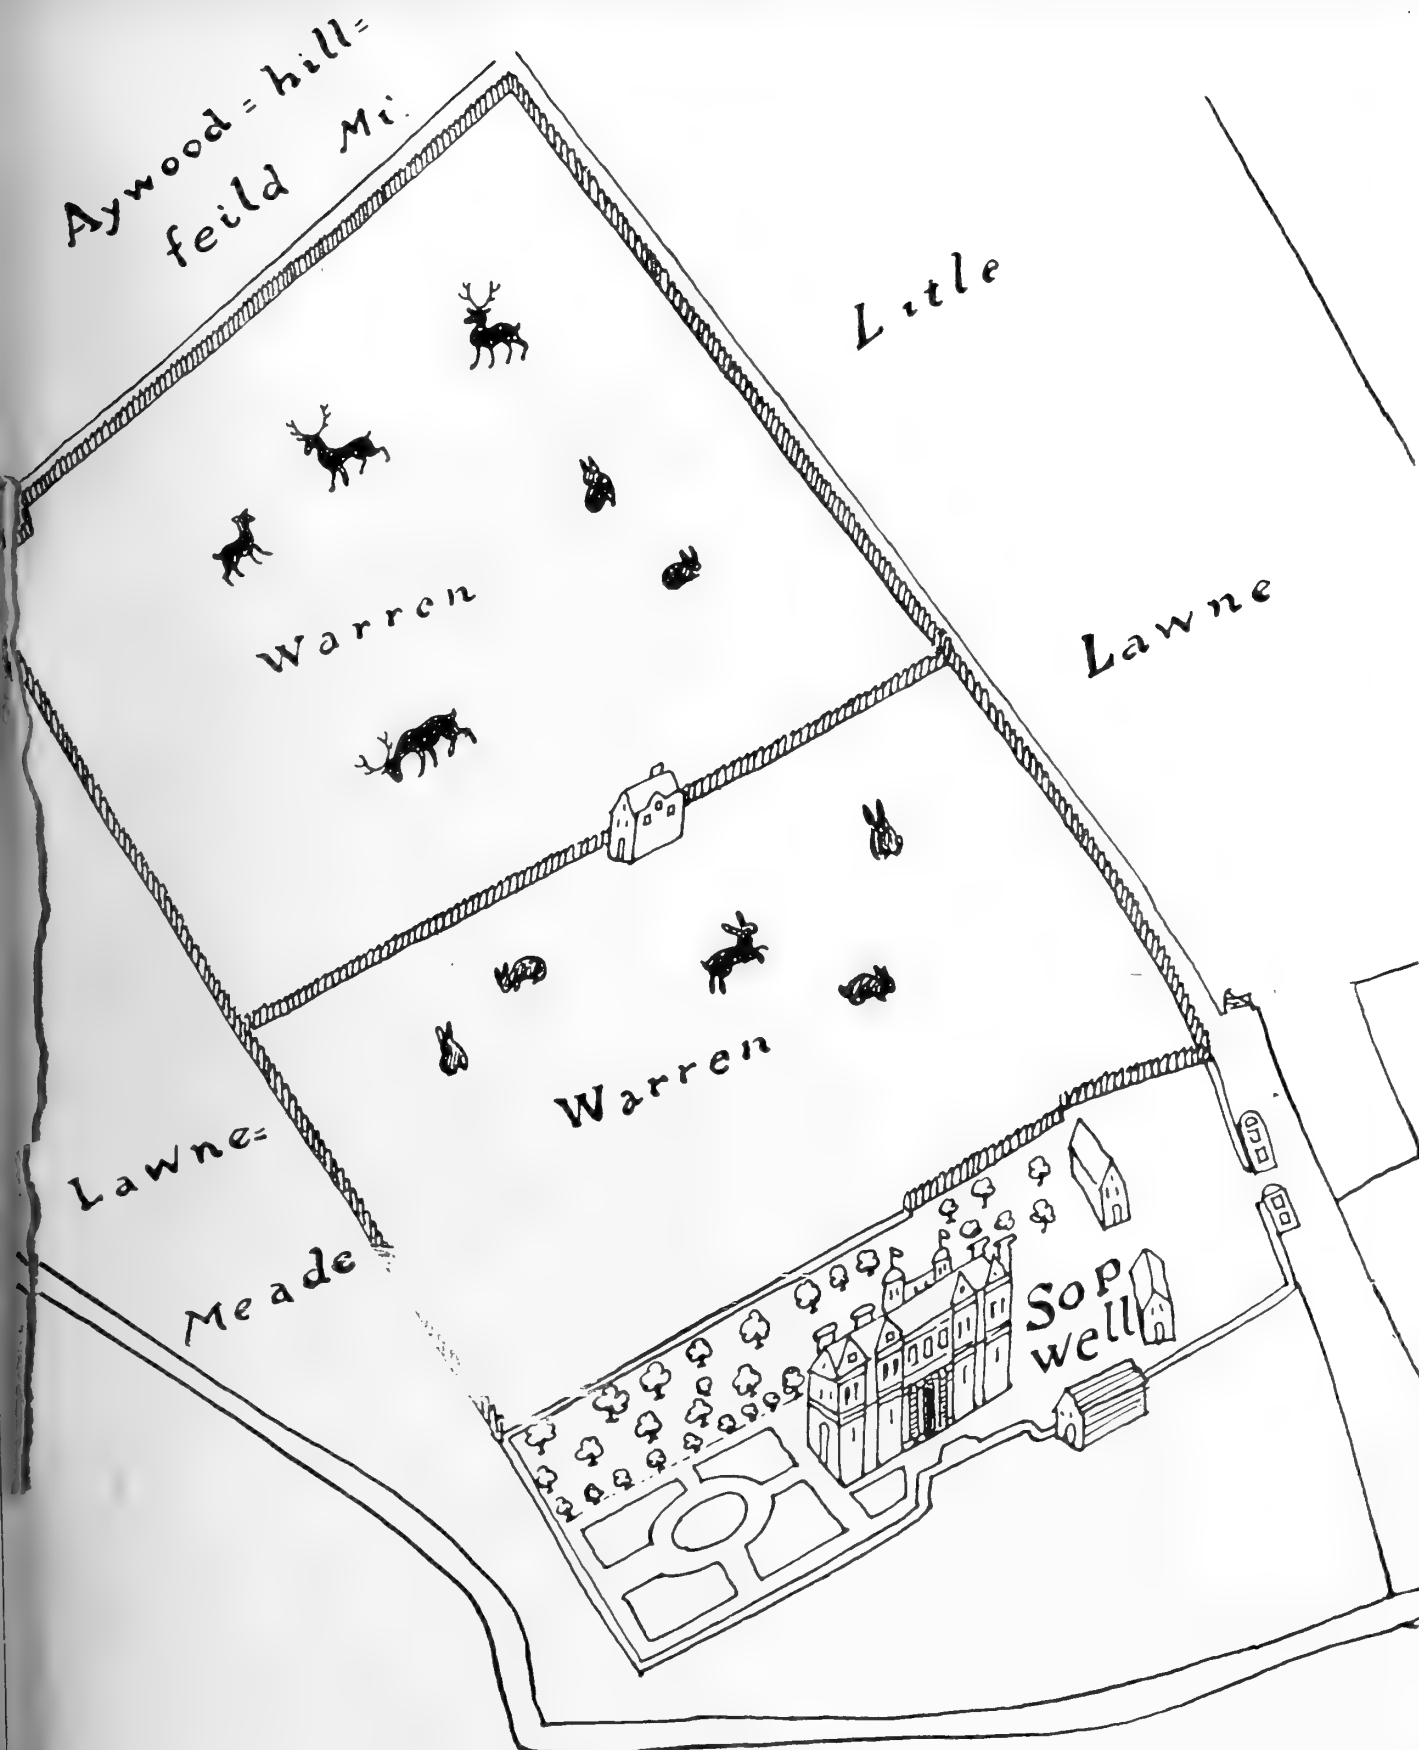 Aywood=hill=
feild Mi:
Litle
Lawne
Warren
Warren
Lawne=
Meade
Sop
well